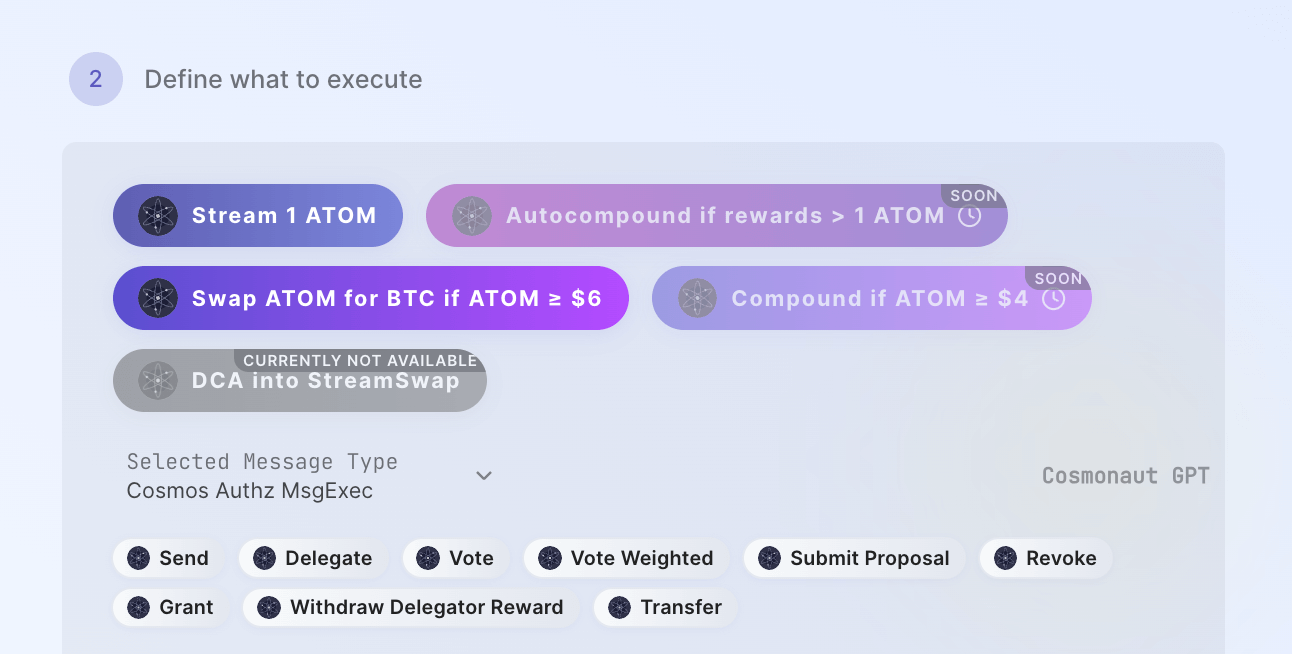 2 Define what to execute
SOON
Stream 1 ATOM Autocompound if rewards > 1 ATOM
SOON
Swap ATOM for BTC if ATOM ≥ $6 Compound if ATOM ≥ $4
CURRENTLY NOT AVAILABLE
DCA into StreamSwap
Selected Message Type
Cosmos Authz MsgExec
Cosmonaut GPT
Send Delegate Vote Vote Weighted Submit Proposal Revoke
Grant Withdraw Delegator Reward Transfer